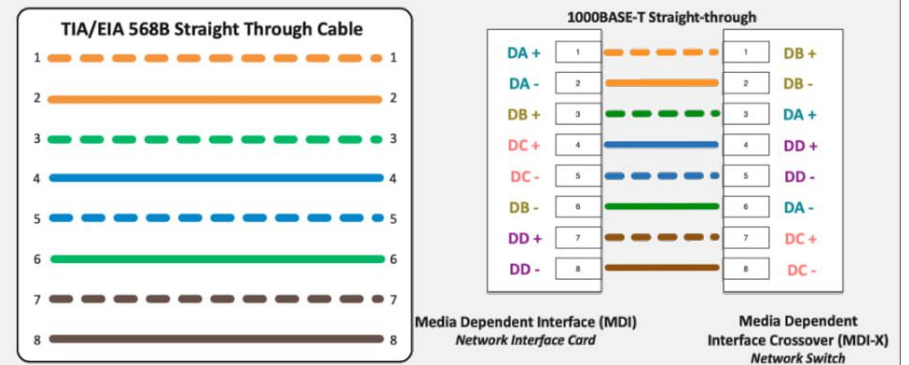 TIA/EIA 568B Straight Through Cable
1 1
2 2
3 3
4 4
5 5
6 6
7 7
8 8
1000BASE-T Straight-through
DA + 1 1 DB +
DA - 2 2 DB -
DB + 3 3 DA +
DC + 4 4 DD +
DC - 5 5 DD -
DB - 6 6 DA -
DD + 7 7 DC +
DD - 8 8 DC -
Media Dependent Interface (MDI)
Network Interface Card
Media Dependent
Interface Crossover (MDI-X)
Network Switch